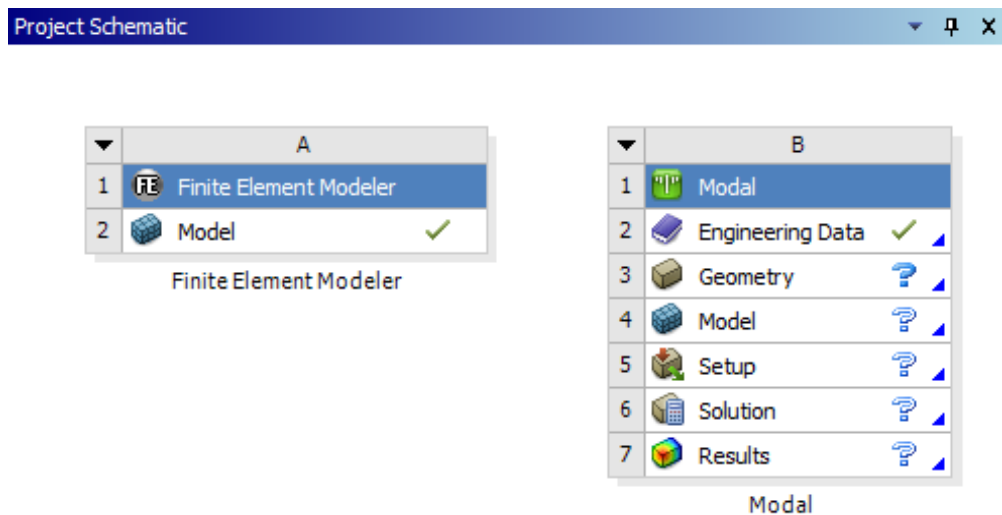 Project Schematic
A
1 Finite Element Modeler
2 Model
Finite Element Modeler
B
1 Modal
2 Engineering Data
3 Geometry
4 Model
5 Setup
6 Solution
7 Results
Modal